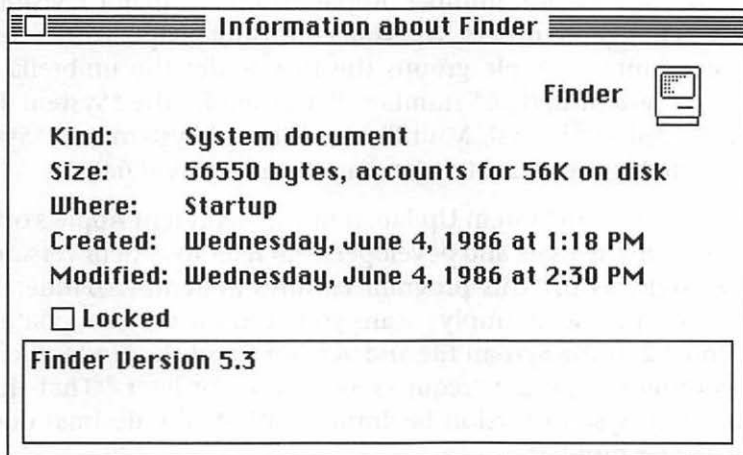 Information about Finder
Finder
Kind: System document
Size: 56550 bytes, accounts for 56K on disk
Where: Startup
Created: Wednesday, June 4, 1986 at 1:18 PM
Modified: Wednesday, June 4, 1986 at 2:30 PM
Locked
Finder Version 5.3